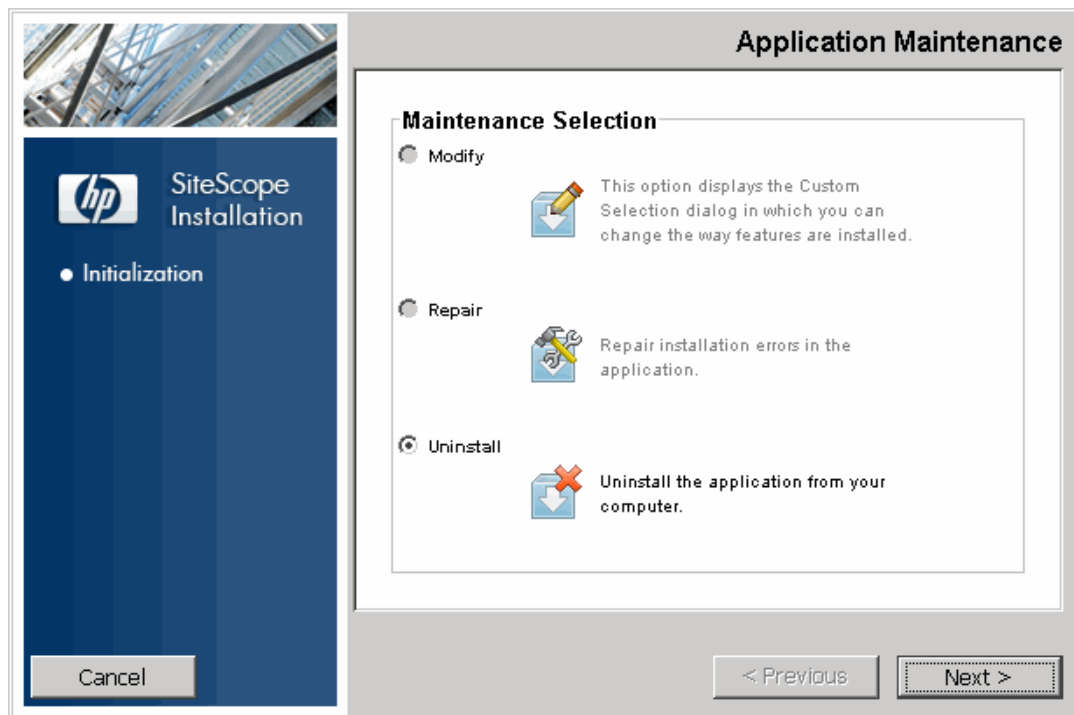 Application Maintenance
hp
SiteScope
Installation
Initialization
Maintenance Selection
Modify
This option displays the Custom
Selection dialog in which you can
change the way features are installed.
Repair
Repair installation errors in the
application.
Uninstall
Uninstall the application from your
computer.
Cancel
< Previous
Next >